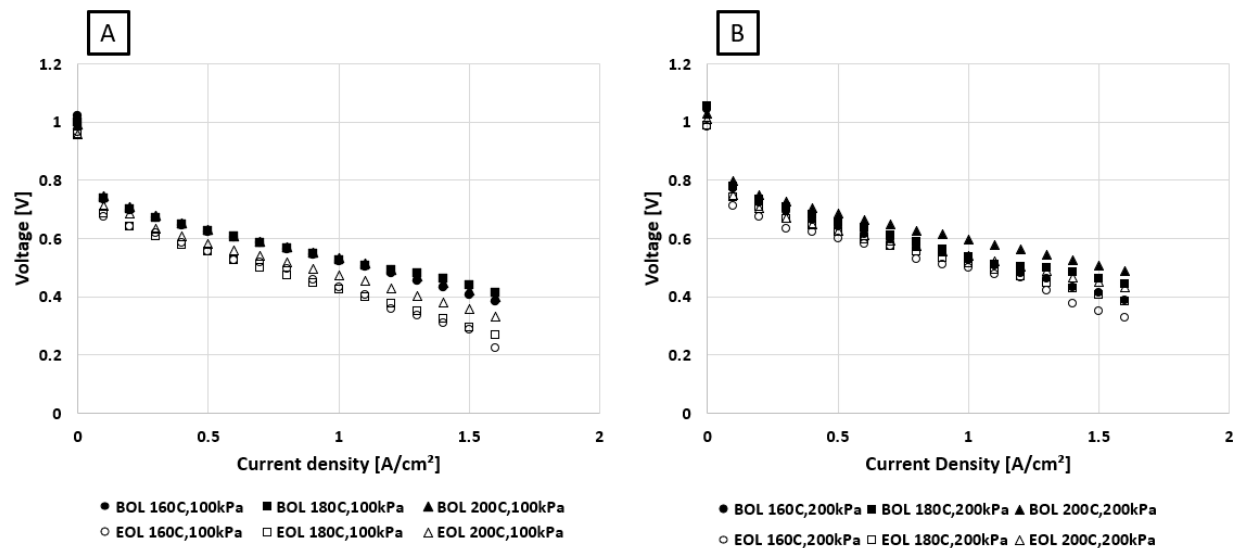 A
1.2
1
0.8
0.6
0.4
0.2
0
Voltage [V]
0 0.5 1 1.5 2
Current density [A/cm²]
BOL 160C,100kPa BOL 180C,100kPa BOL 200C,100kPa
EOL 160C,100kPa EOL 180C,100kPa EOL 200C,100kPa
B
1.2
1
0.8
0.6
0.4
0.2
0
Voltage [V]
0 0.5 1 1.5 2
Current Density [A/cm²]
BOL 160C,200kPa BOL 180C,200kPa BOL 200C,200kPa
EOL 160C,200kPa EOL 180C,200kPa EOL 200C,200kPa